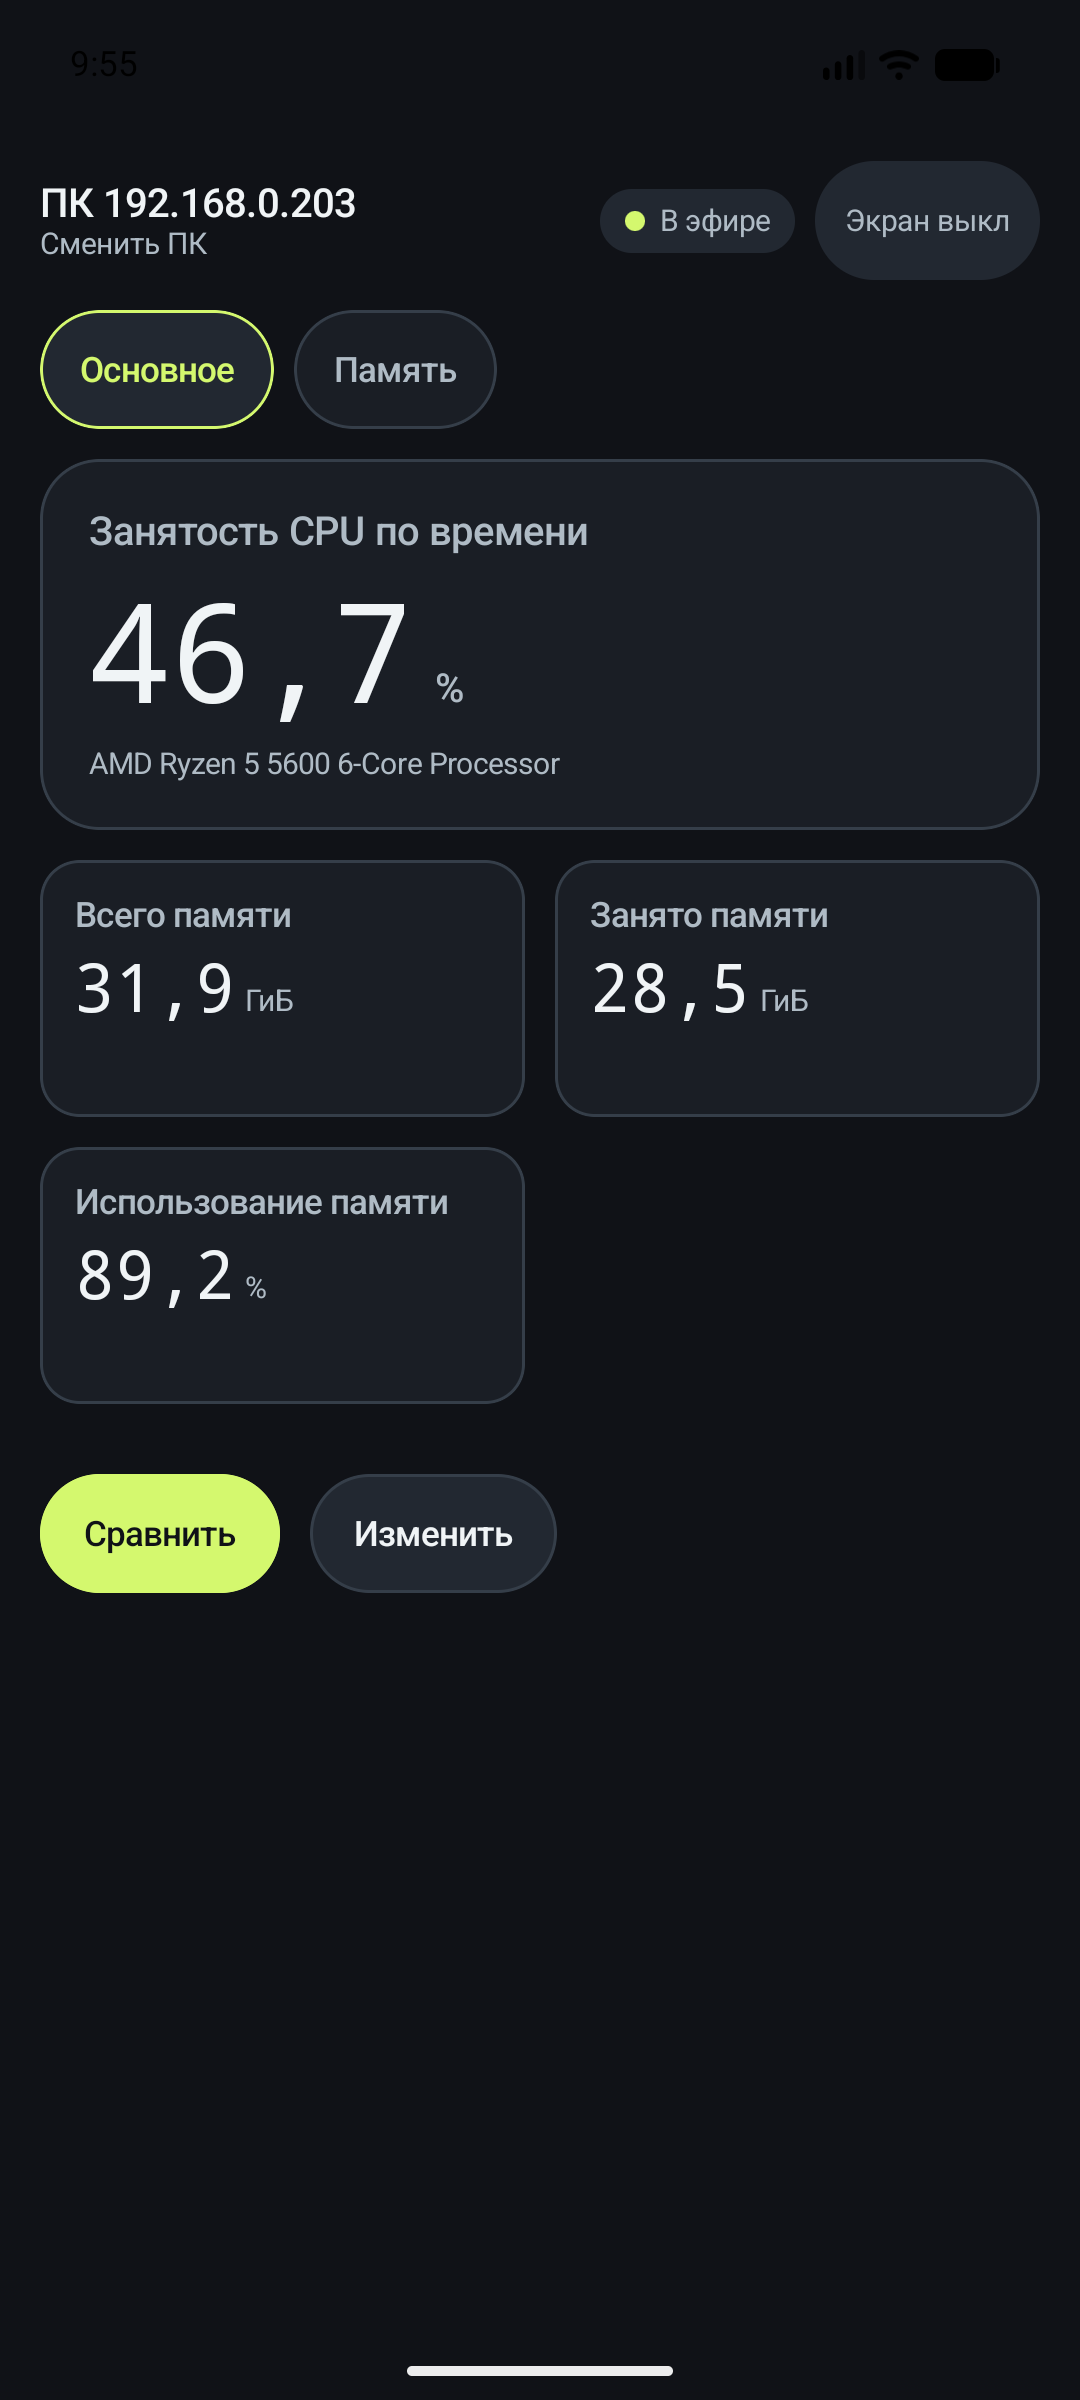 9:55
ПК 192.168.0.203
Сменить ПК
В эфире
Экран выкл
Основное
Память
Занятость CPU по времени
46,7 %
AMD Ryzen 5 5600 6-Core Processor
Всего памяти
31,9 ГиБ
Занято памяти
28,5 ГиБ
Использование памяти
89,2 %
Сравнить
Изменить